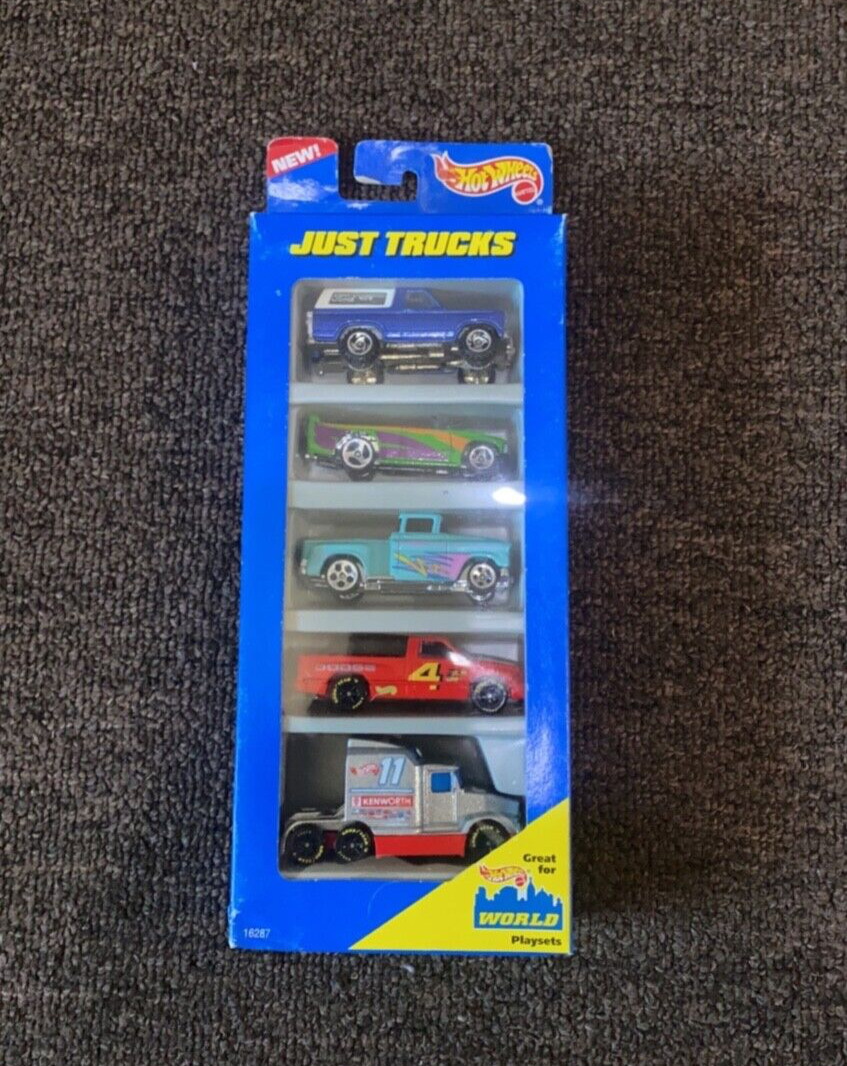 NEW!
HOT WHEELS
JUST TRUCKS
DODGE
4
11
KENWORTH
Great
for
HOT WHEELS
WORLD
Playsets
16287